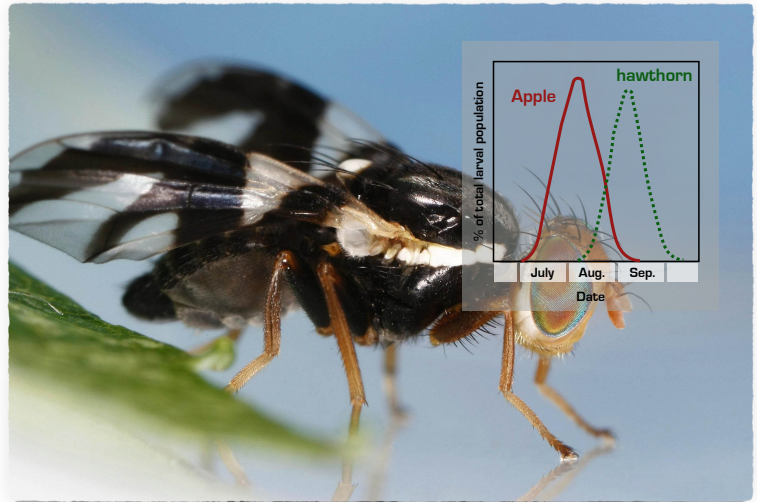 Apple
hawthorn
% of total larval population
July
Aug.
Sep.
Date